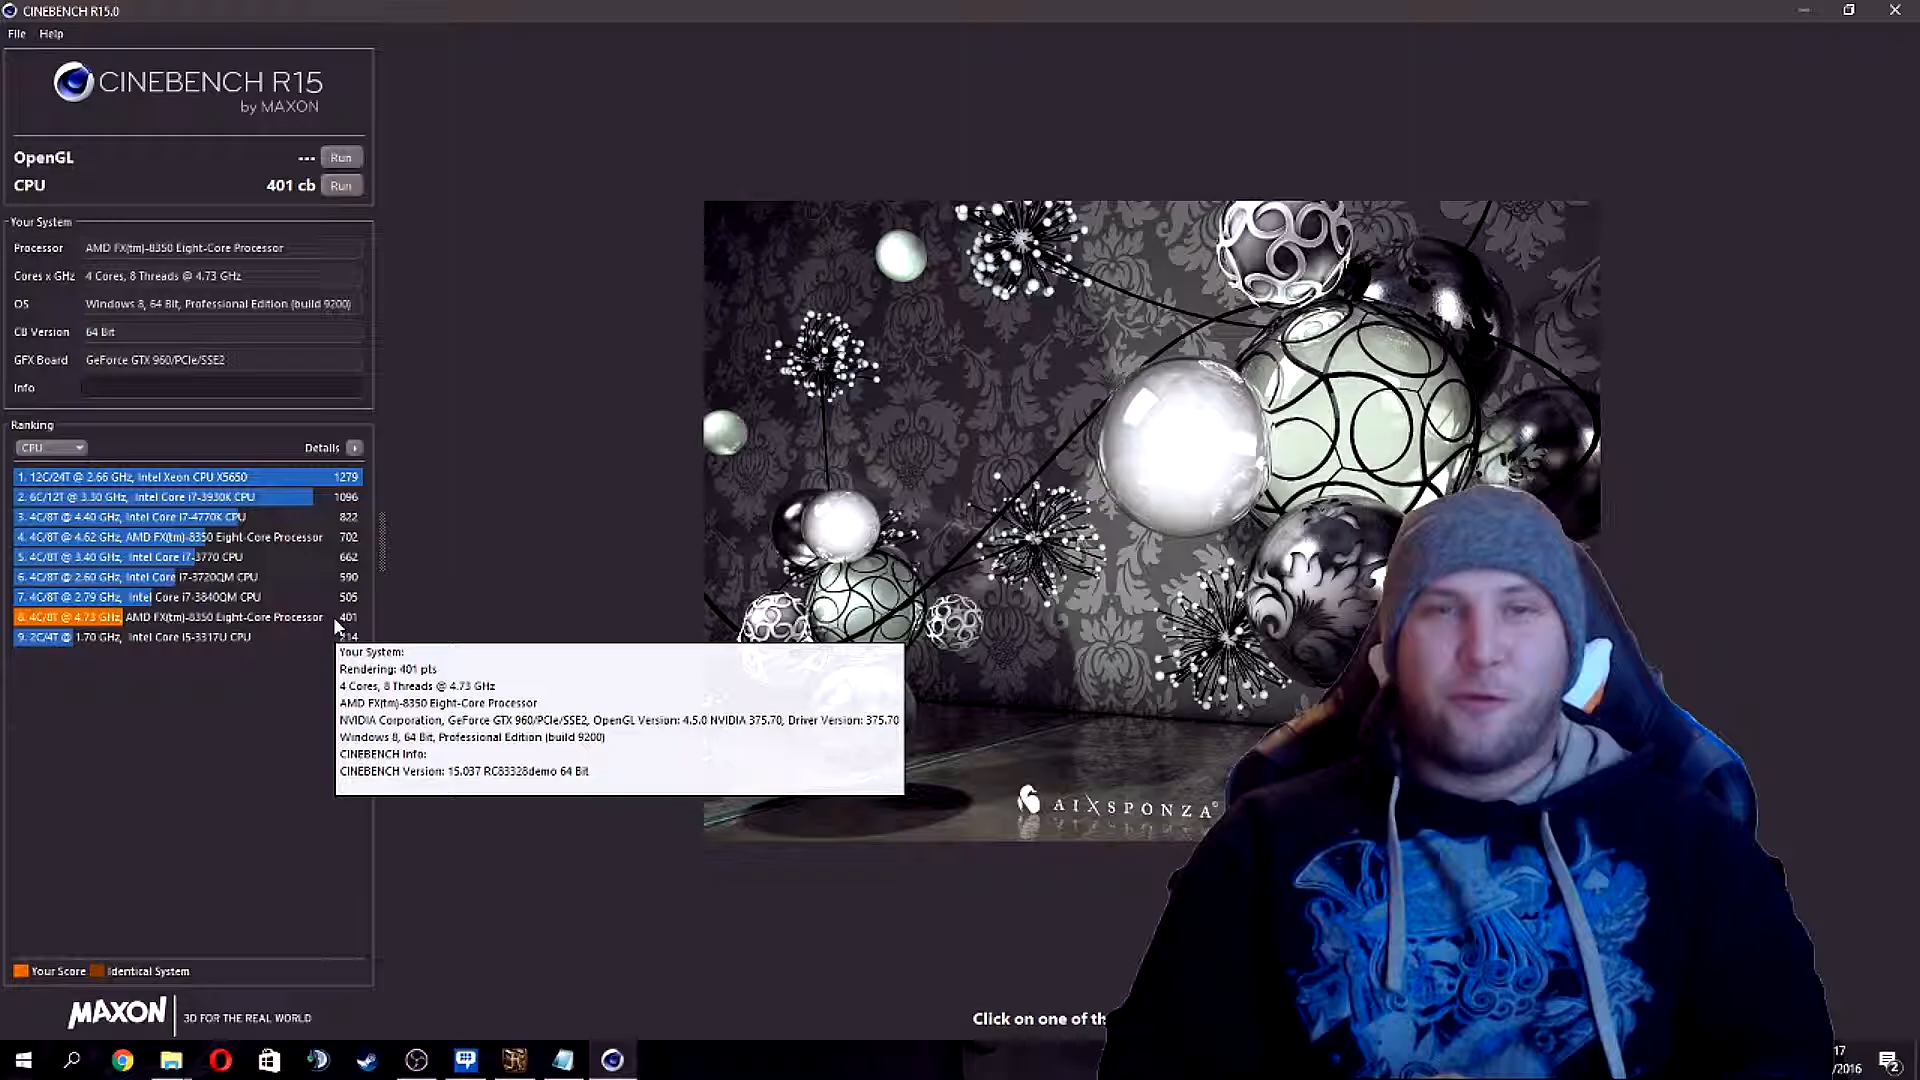 CINEBENCH R15.0
File Help
CINEBENCH R15
by MAXON
OpenGL --- Run
CPU 401 cb Run
Your System
Processor AMD FX(tm)-8350 Eight-Core Processor
Cores x GHz 4 Cores, 8 Threads @ 4.73 GHz
OS Windows 8, 64 Bit, Professional Edition (build 9200)
CB Version 64 Bit
GFX Board GeForce GTX 960/PCIe/SSE2
Info
Ranking
CPU Details
1. 12C/24T @ 2.66 GHz, Intel Xeon CPU X5650 1279
2. 6C/12T @ 3.30 GHz, Intel Core i7-3930K CPU 1096
3. 4C/8T @ 4.40 GHz, Intel Core i7-4770K CPU 822
4. 4C/8T @ 4.62 GHz, AMD FX(tm)-8350 Eight-Core Processor 702
5. 4C/8T @ 3.40 GHz, Intel Core i7-3770 CPU 662
6. 4C/8T @ 2.60 GHz, Intel Core i7-3720QM CPU 590
7. 4C/8T @ 2.79 GHz, Intel Core i7-3840QM CPU 505
8. 4C/8T @ 4.73 GHz, AMD FX(tm)-8350 Eight-Core Processor 401
9. 2C/4T @ 1.70 GHz, Intel Core i5-3317U CPU 214
Your System:
Rendering: 401 pts
4 Cores, 8 Threads @ 4.73 GHz
AMD FX(tm)-8350 Eight-Core Processor
NVIDIA Corporation, GeForce GTX 960/PCIe/SSE2, OpenGL Version: 4.5.0 NVIDIA 375.70, Driver Version: 375.70
Windows 8, 64 Bit, Professional Edition (build 9200)
CINEBENCH Info:
CINEBENCH Version: 15.037 RC83328demo 64 Bit
AIXSPONZA
Your Score Identical System
MAXON 3D FOR THE REAL WORLD
Click on one of th
17
/2016
2